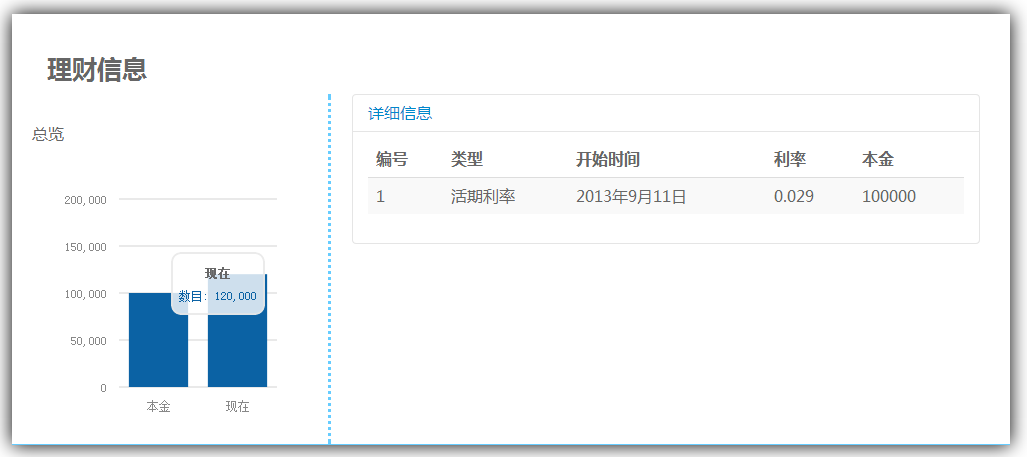 理财信息
总览
200,000
150,000
100,000
50,000
0
本金 现在
现在
数目: 120,000
详细信息
编号 类型 开始时间 利率 本金
1 活期利率 2013年9月11日 0.029 100000